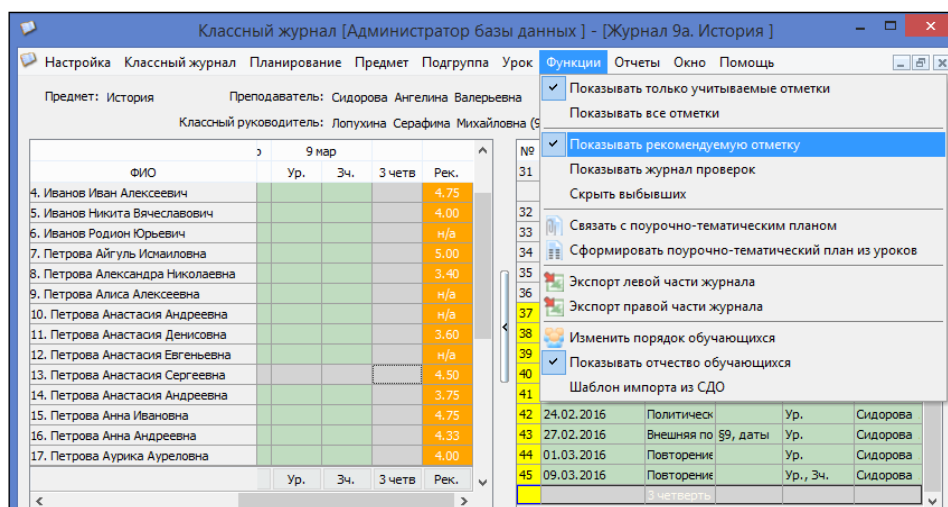 Классный журнал [Администратор базы данных ] - [Журнал 9а. История ]
Настройка Классный журнал Планирование Предмет Подгруппа Урок Функции Отчеты Окно Помощь
Предмет: История Преподаватель: Сидорова Ангелина Валерьевна
Классный руководитель: Лопухина Серафина Михайловна (9
9 мар
ФИО Ур. Зч. 3 четв Рек.
4. Иванов Иван Алексеевич 4.75
5. Иванов Никита Вячеславович 4.00
6. Иванов Родион Юрьевич н/а
7. Петрова Айгуль Исмаиловна 5.00
8. Петрова Александра Николаевна 3.40
9. Петрова Алиса Алексеевна н/а
10. Петрова Анастасия Андреевна н/а
11. Петрова Анастасия Денисовна 3.60
12. Петрова Анастасия Евгеньевна н/а
13. Петрова Анастасия Сергеевна 4.50
14. Петрова Анастасия Андреевна 3.75
15. Петрова Анна Ивановна 4.75
16. Петрова Анна Андреевна 4.33
17. Петрова Аурика Ауреловна 4.00
Ур. Зч. 3 четв Рек.
№
31
32
33
34
35
36
37
38
39
40
41
Показывать только учитываемые отметки
Показывать все отметки
Показывать рекомендуемую отметку
Показывать журнал проверок
Скрыть выбывших
Связать с поурочно-тематическим планом
Сформировать поурочно-тематический план из уроков
Экспорт левой части журнала
Экспорт правой части журнала
Изменить порядок обучающихся
Показывать отчество обучающихся
Шаблон импорта из СДО
42 24.02.2016 Политическ Ур. Сидорова
43 27.02.2016 Внешняя по §9, даты Ур. Сидорова
44 01.03.2016 Повторение Ур. Сидорова
45 09.03.2016 Повторение Ур., Зч. Сидорова
3 четверть